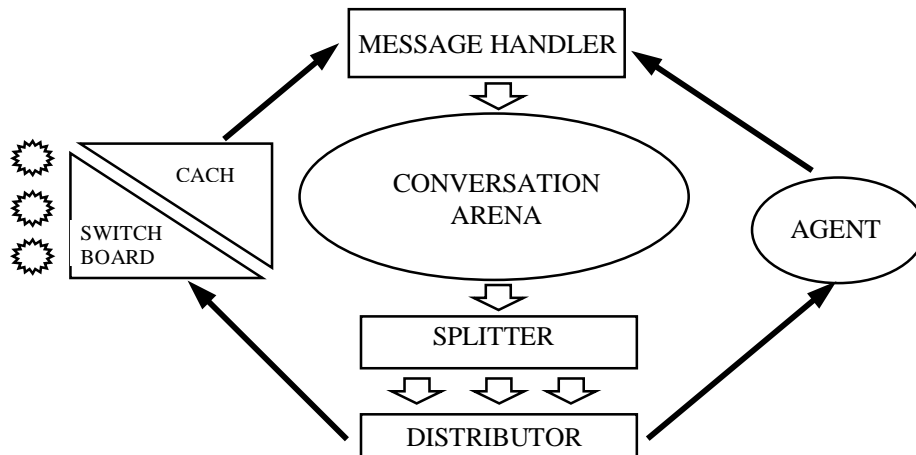 MESSAGE HANDLER
CACH
SWITCH
BOARD
CONVERSATION
ARENA
AGENT
SPLITTER
DISTRIBUTOR